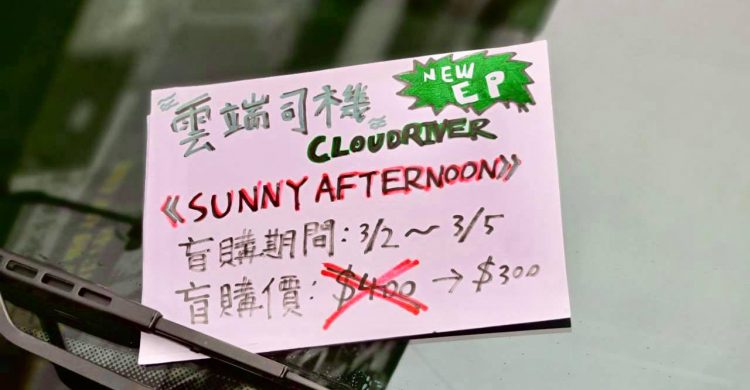 NEW
EP
雲端司機
CLOUDRIVER
《SUNNY AFTERNOON》
盲購期間：3/2～3/5
盲購價：$400→$300